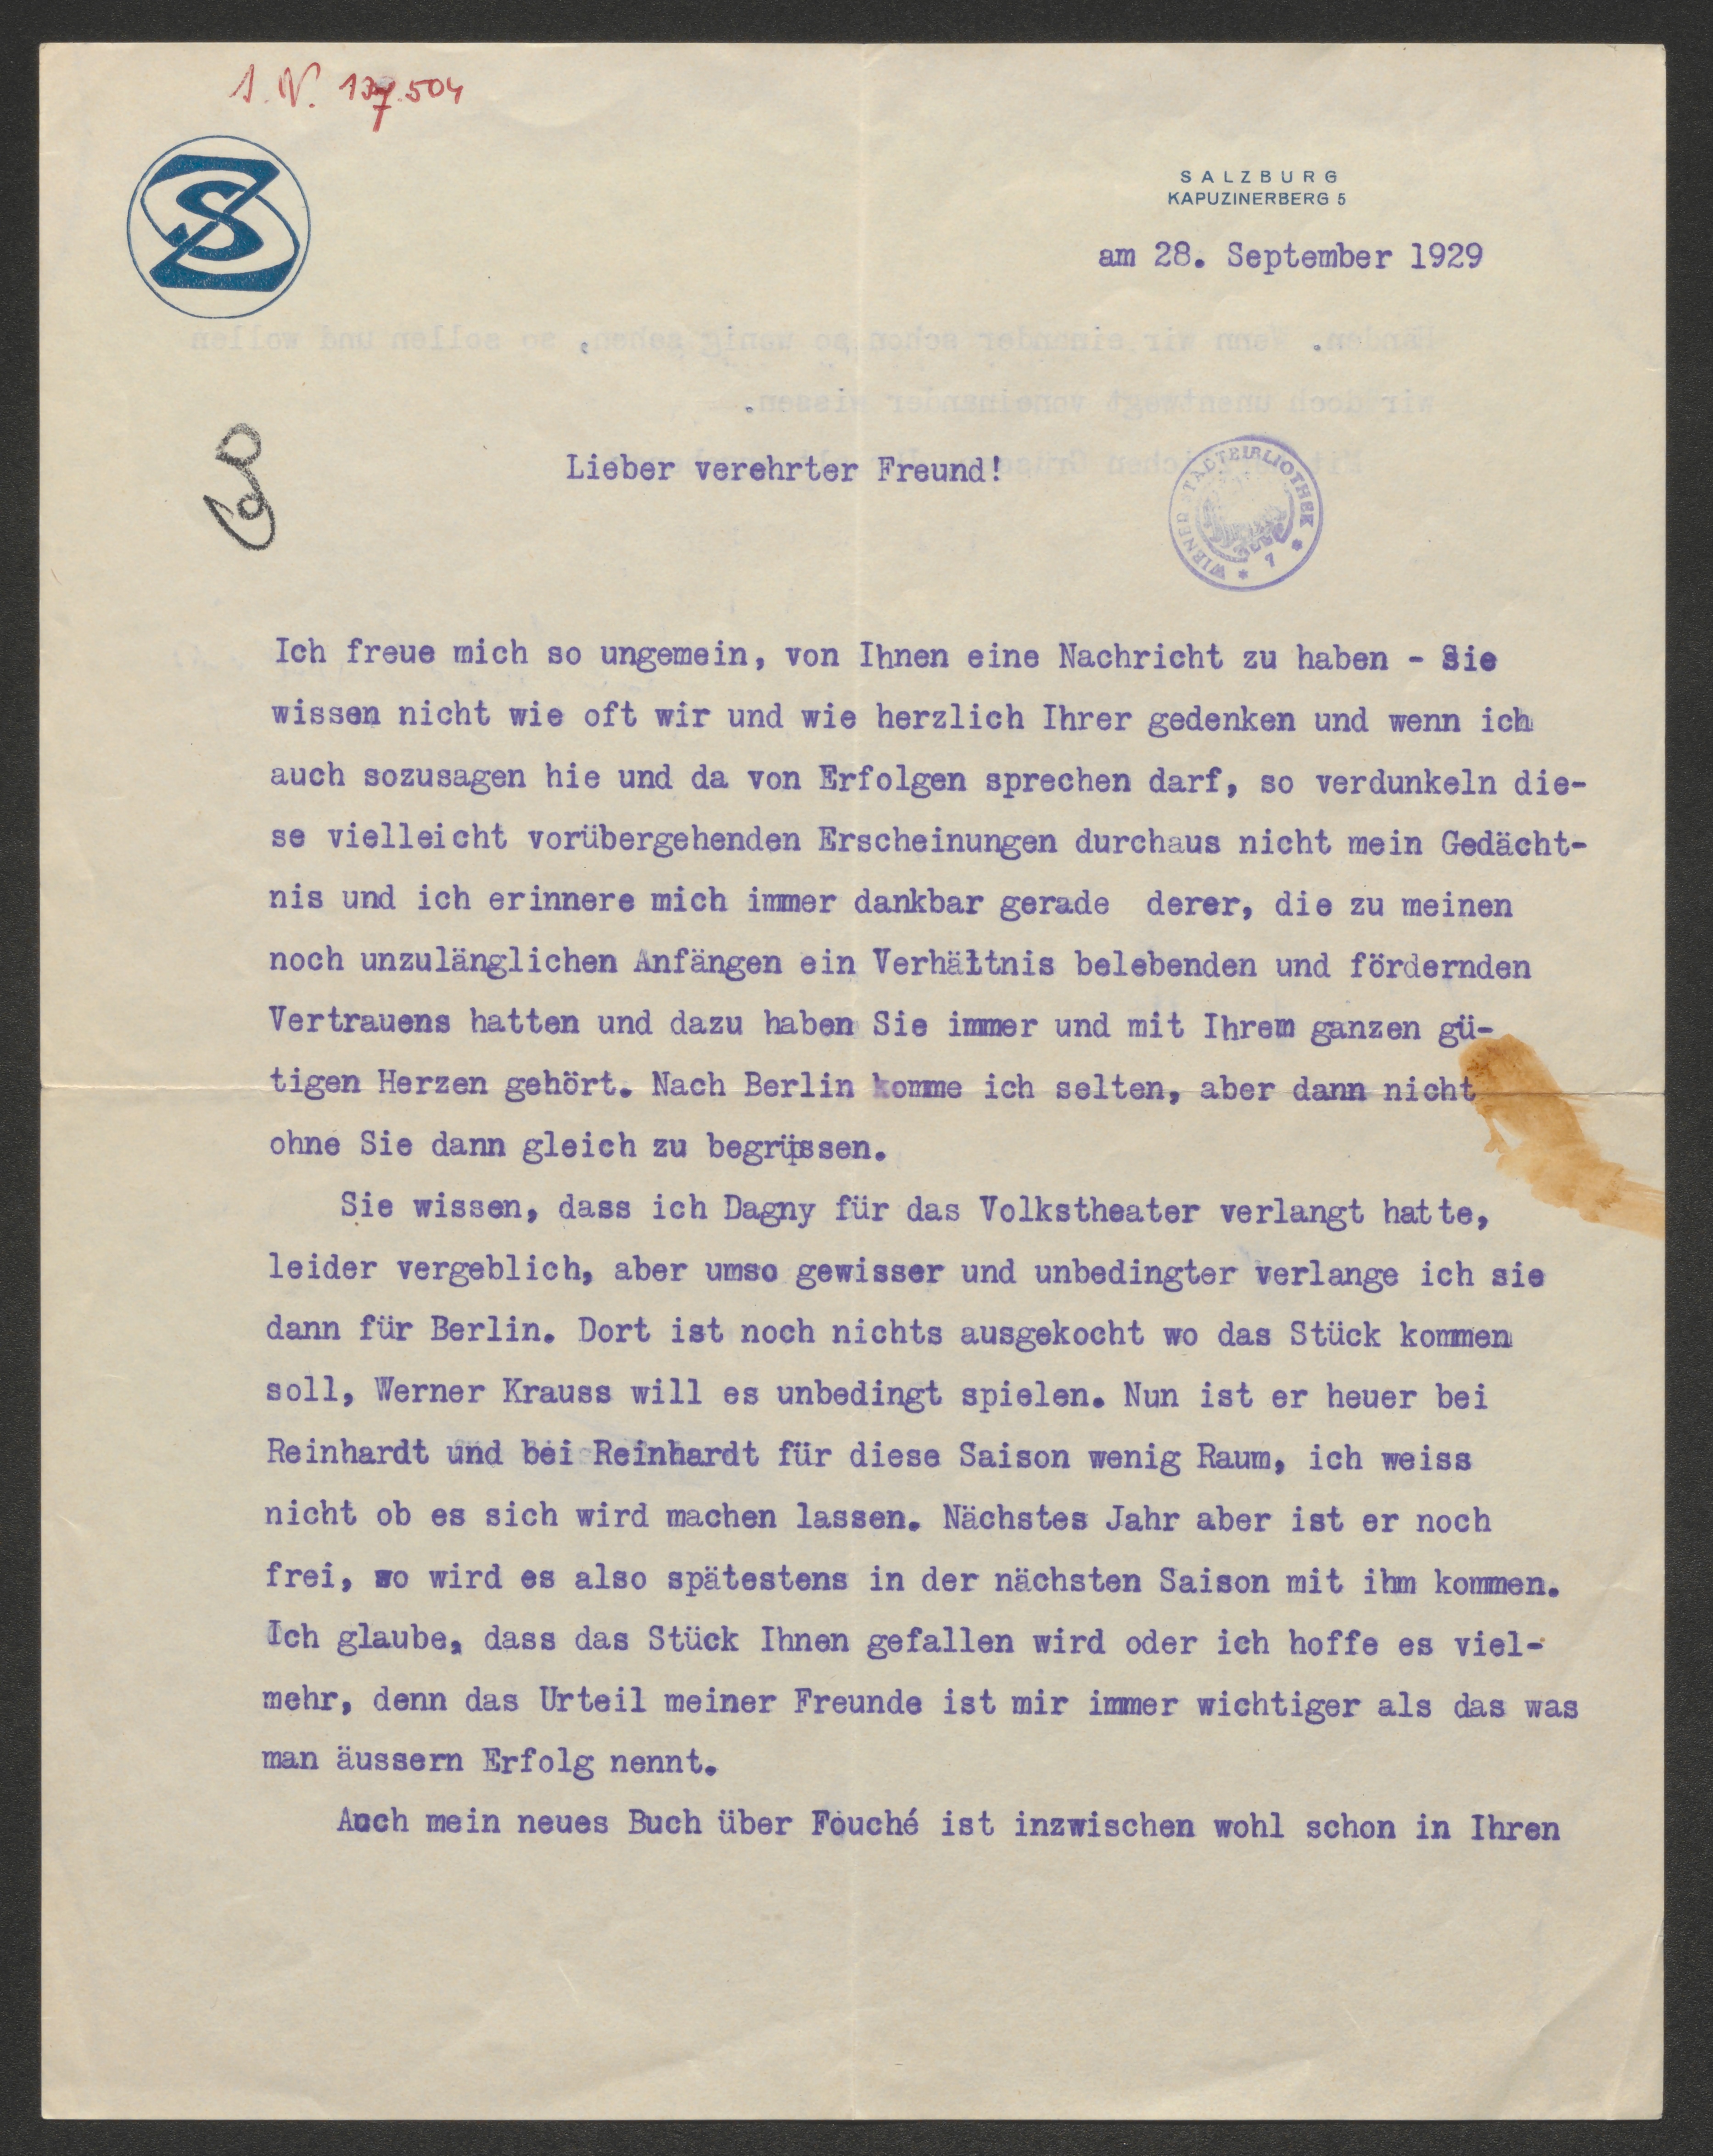 I.N. 137.504
SZ
SALZBURG
KAPUZINERBERG 5
am 28. September 1929
Lieber verehrter Freund!
WIENER STADTBIBLIOTHEK * 7 *
Ich freue mich so ungemein, von Ihnen eine Nachricht zu haben - Sie
wissen nicht wie oft wir und wie herzlich Ihrer gedenken und wenn ich
auch sozusagen hie und da von Erfolgen sprechen darf, so verdunkeln die-
se vielleicht vorübergehenden Erscheinungen durchaus nicht mein Gedächt-
nis und ich erinnere mich immer dankbar gerade derer, die zu meinen
noch unzulänglichen Anfängen ein Verhältnis belebenden und fördernden
Vertrauens hatten und dazu haben Sie immer und mit Ihrem ganzen gü-
tigen Herzen gehört. Nach Berlin komme ich selten, aber dann nicht
ohne Sie dann gleich zu begrüssen.
Sie wissen, dass ich Dagny für das Volkstheater verlangt hatte,
leider vergeblich, aber umso gewisser und unbedingter verlange ich sie
dann für Berlin. Dort ist noch nichts ausgekocht wo das Stück kommen
soll, Werner Krauss will es unbedingt spielen. Nun ist er heuer bei
Reinhardt und bei Reinhardt für diese Saison wenig Raum, ich weiss
nicht ob es sich wird machen lassen. Nächstes Jahr aber ist er noch
frei, so wird es also spätestens in der nächsten Saison mit ihm kommen.
Ich glaube, dass das Stück Ihnen gefallen wird oder ich hoffe es viel-
mehr, denn das Urteil meiner Freunde ist mir immer wichtiger als das was
man äussern Erfolg nennt.
Auch mein neues Buch über Fouché ist inzwischen wohl schon in Ihren